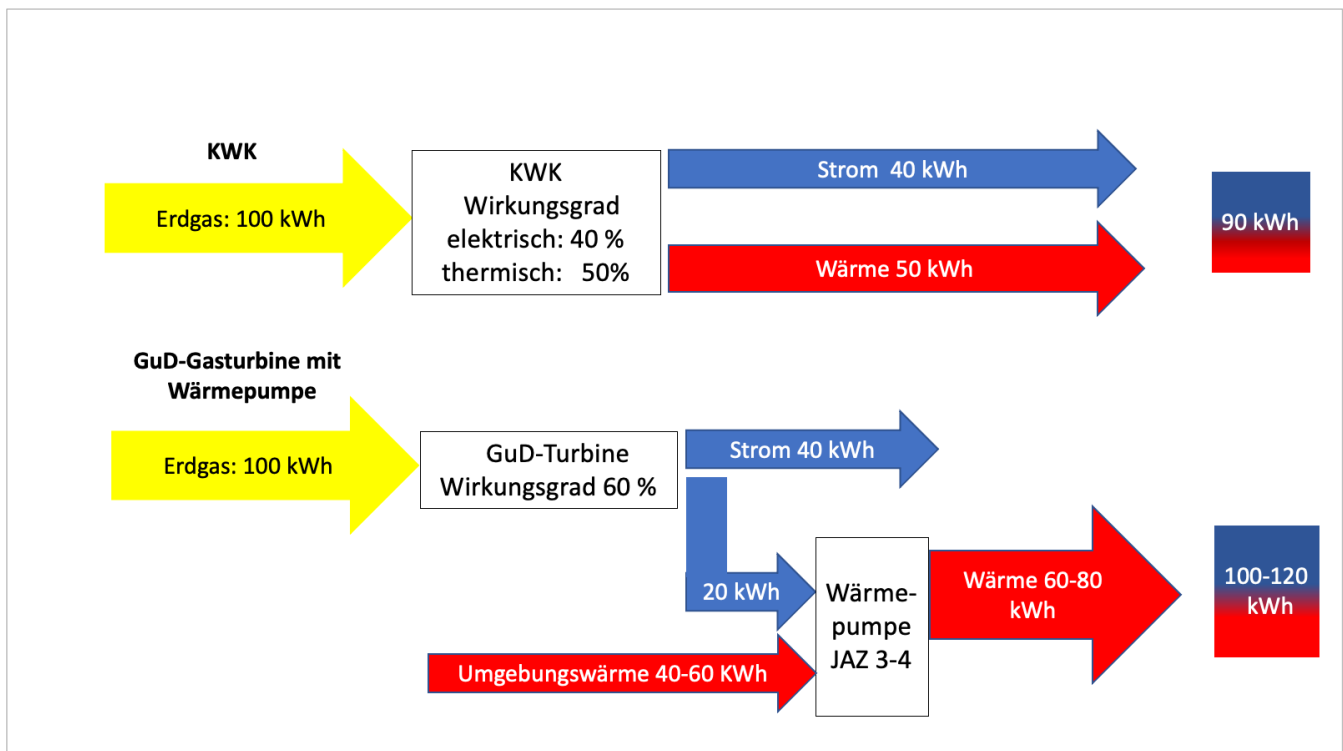 KWK
Erdgas: 100 kWh
KWK
Wirkungsgrad
elektrisch: 40 %
thermisch: 50%
Strom 40 kWh
Wärme 50 kWh
90 kWh
GuD-Gasturbine mit
Wärmepumpe
Erdgas: 100 kWh
GuD-Turbine
Wirkungsgrad 60 %
Strom 40 kWh
20 kWh
Umgebungswärme 40-60 KWh
Wärme-
pumpe
JAZ 3-4
Wärme 60-80
kWh
100-120
kWh